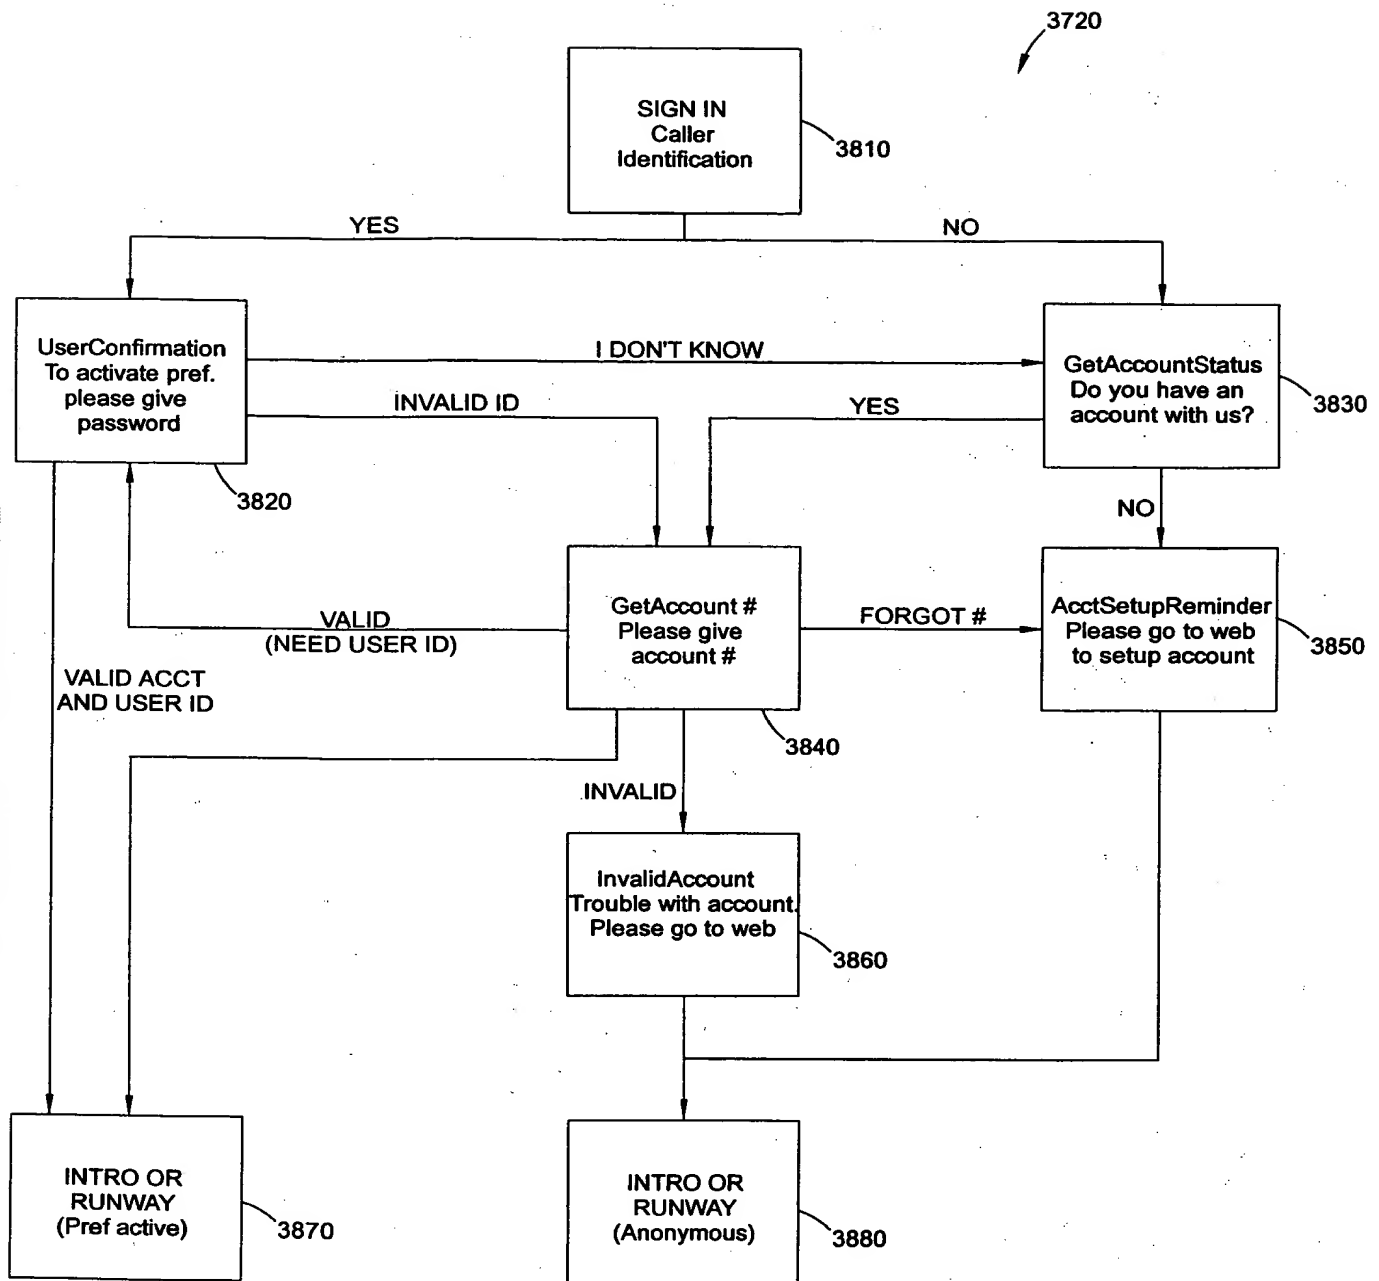 3720
SIGN IN
Caller
Identification
3810
YES
NO
UserConfirmation
To activate pref.
please give
password
3820
I DON'T KNOW
INVALID ID
YES
GetAccountStatus
Do you have an
account with us?
3830
NO
VALID
(NEED USER ID)
GetAccount #
Please give
account #
3840
FORGOT #
AcctSetupReminder
Please go to web
to setup account
3850
VALID ACCT
AND USER ID
INVALID
InvalidAccount
Trouble with account.
Please go to web
3860
INTRO OR
RUNWAY
(Pref active)
3870
INTRO OR
RUNWAY
(Anonymous)
3880